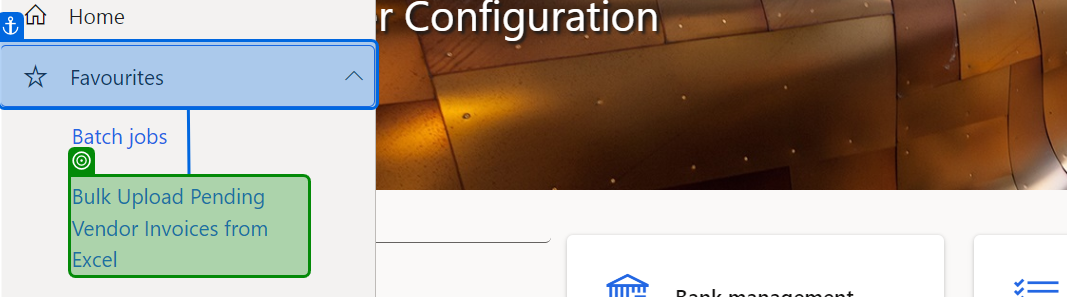 Home
r Configuration
Favourites
Batch jobs
Bulk Upload Pending
Vendor Invoices from
Excel
Bank management